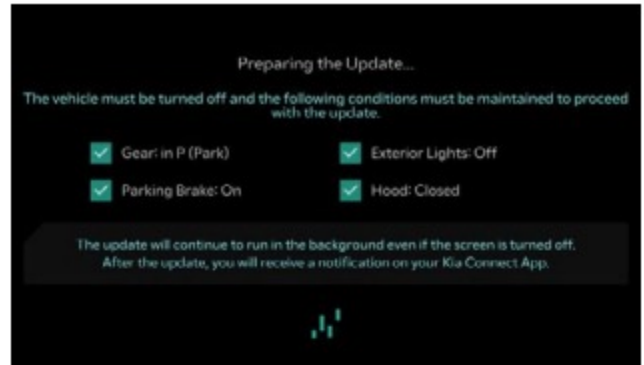 Preparing the Update...
The vehicle must be turned off and the following conditions must be maintained to proceed
with the update.
Gear: in P (Park)
Exterior Lights: Off
Parking Brake: On
Hood: Closed
The update will continue to run in the background even if the screen is turned off.
After the update, you will receive a notification on your Kia Connect App.